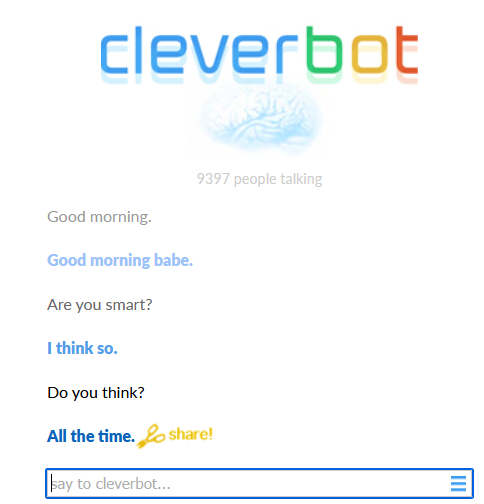 cleverbot
9397 people talking
Good morning.
Good morning babe.
Are you smart?
I think so.
Do you think?
All the time. share!
say to cleverbot...